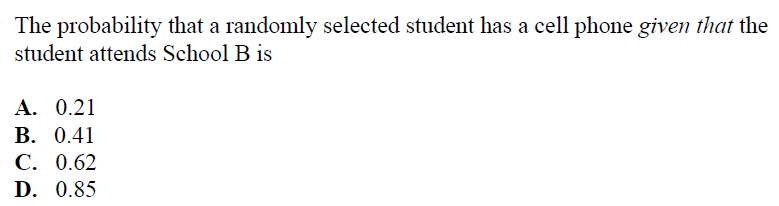 The probability that a randomly selected student has a cell phone given that the
student attends School B is
A. 0.21
B. 0.41
C. 0.62
D. 0.85